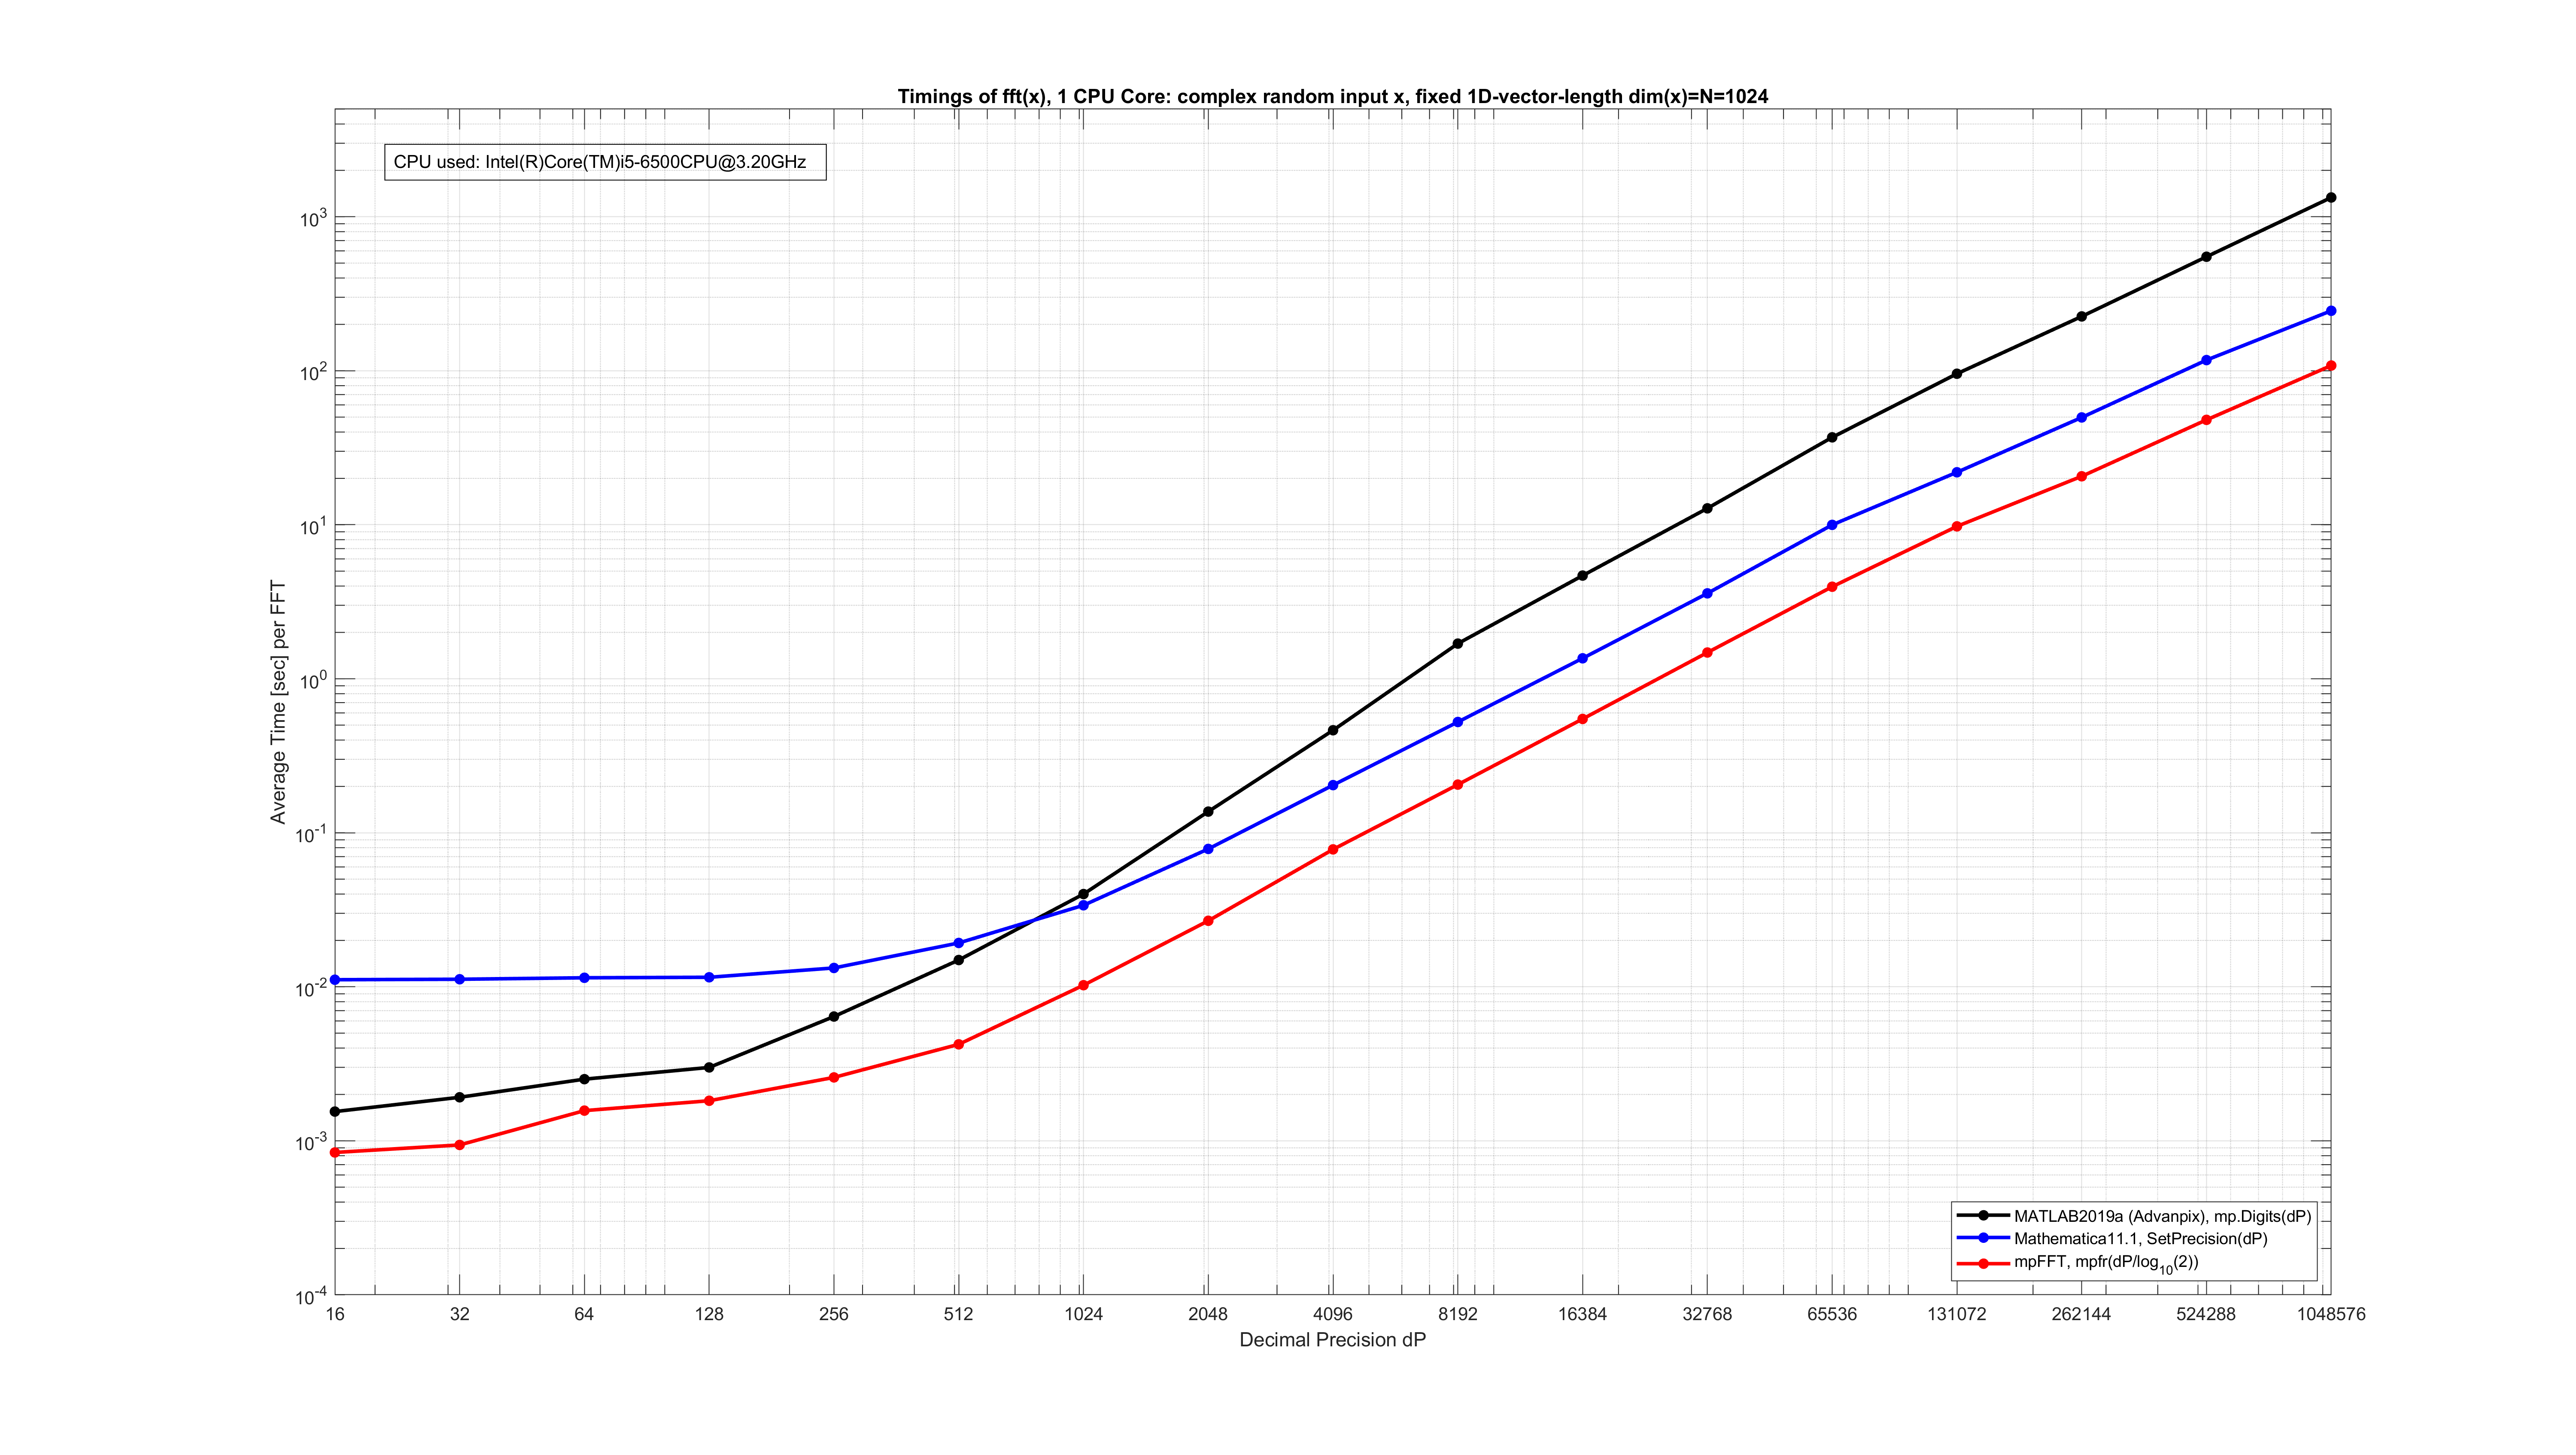 Timings of fft(x), 1 CPU Core: complex random input x, fixed 1D-vector-length dim(x)=N=1024
CPU used: Intel(R)Core(TM)i5-6500CPU@3.20GHz
Average Time [sec] per FFT
10^3
10^2
10^1
10^0
10^-1
10^-2
10^-3
10^-4
16 32 64 128 256 512 1024 2048 4096 8192 16384 32768 65536 131072 262144 524288 1048576
Decimal Precision dP
MATLAB2019a (Advanpix), mp.Digits(dP)
Mathematica11.1, SetPrecision(dP)
mpFFT, mpfr(dP/log_10(2))